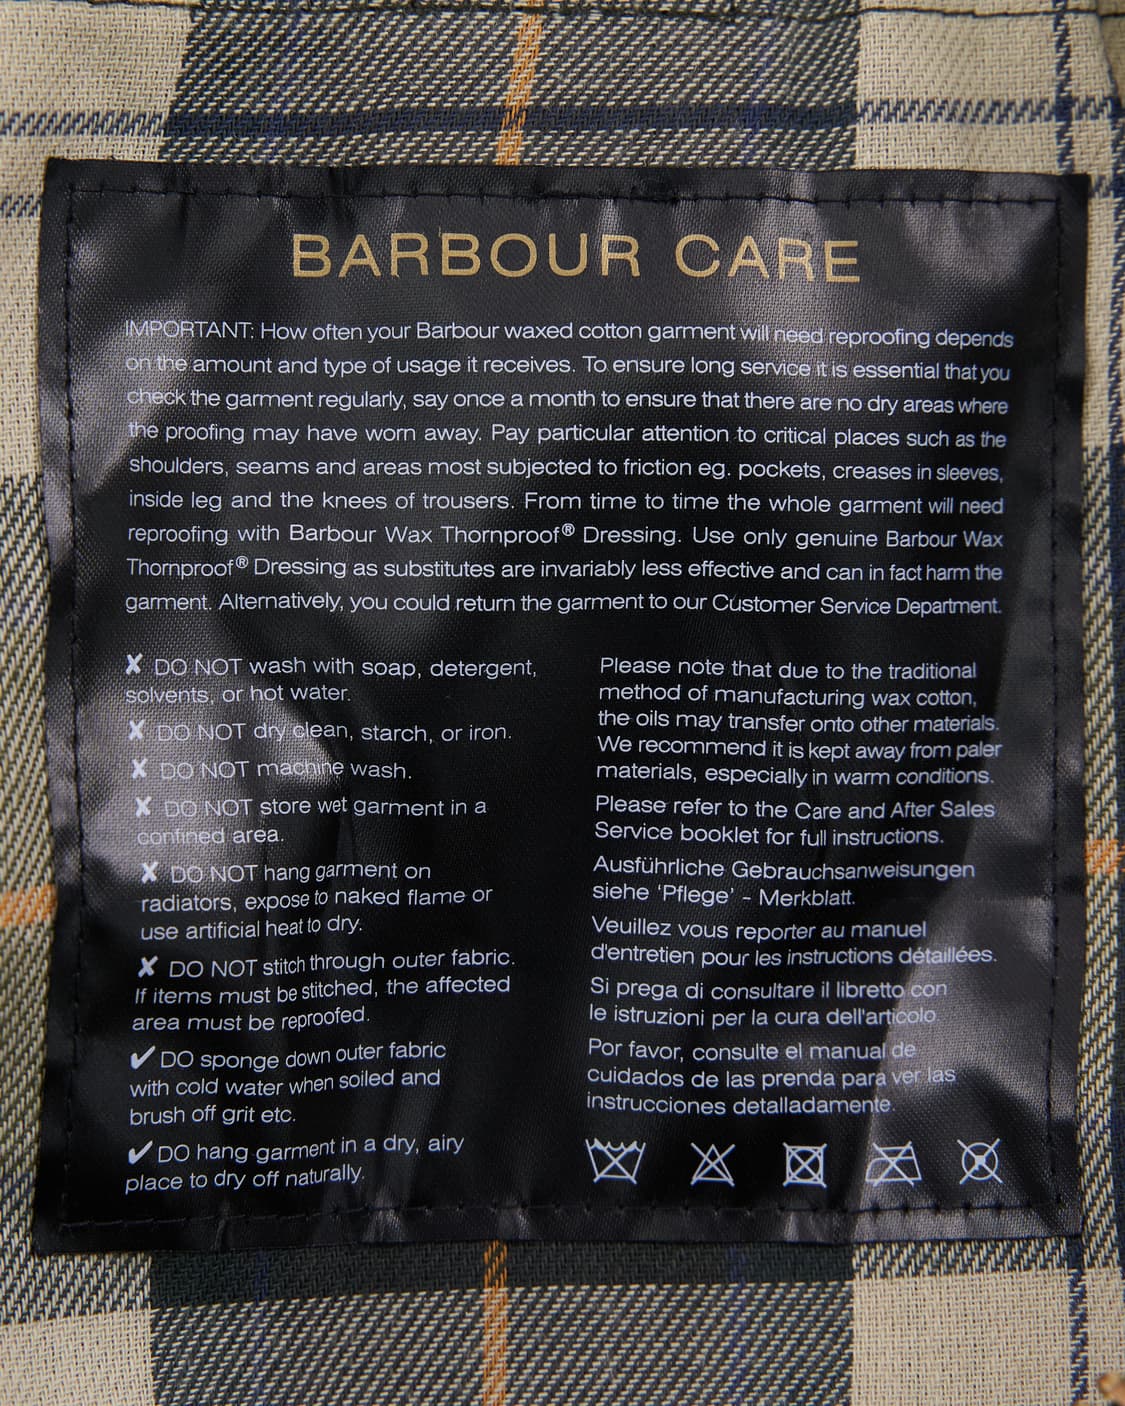 BARBOUR CARE
IMPORTANT: How often your Barbour waxed cotton garment will need reproofing depends
on the amount and type of usage it receives. To ensure long service it is essential that you
check the garment regularly, say once a month to ensure that there are no dry areas where
the proofing may have worn away. Pay particular attention to critical places such as the
shoulders, seams and areas most subjected to friction eg. pockets, creases in sleeves,
inside leg and the knees of trousers. From time to time the whole garment will need
reproofing with Barbour Wax Thornproof® Dressing. Use only genuine Barbour Wax
Thornproof® Dressing as substitutes are invariably less effective and can in fact harm the
garment. Alternatively, you could return the garment to our Customer Service Department.
✘ DO NOT wash with soap, detergent,
solvents, or hot water.
✘ DO NOT dry clean, starch, or iron.
✘ DO NOT machine wash.
✘ DO NOT store wet garment in a
confined area.
✘ DO NOT hang garment on
radiators, expose to naked flame or
use artificial heat to dry.
✘ DO NOT stitch through outer fabric.
If items must be stitched, the affected
area must be reproofed.
✔ DO sponge down outer fabric
with cold water when soiled and
brush off grit etc.
✔ DO hang garment in a dry, airy
place to dry off naturally.
Please note that due to the traditional
method of manufacturing wax cotton,
the oils may transfer onto other materials.
We recommend it is kept away from paler
materials, especially in warm conditions.
Please refer to the Care and After Sales
Service booklet for full instructions.
Ausführliche Gebrauchsanweisungen
siehe 'Pflege' - Merkblatt.
Veuillez vous reporter au manuel
d'entretien pour les instructions détaillées.
Si prega di consultare il libretto con
le istruzioni per la cura dell'articolo.
Por favor, consulte el manual de
cuidados de las prenda para ver las
instrucciones detalladamente.